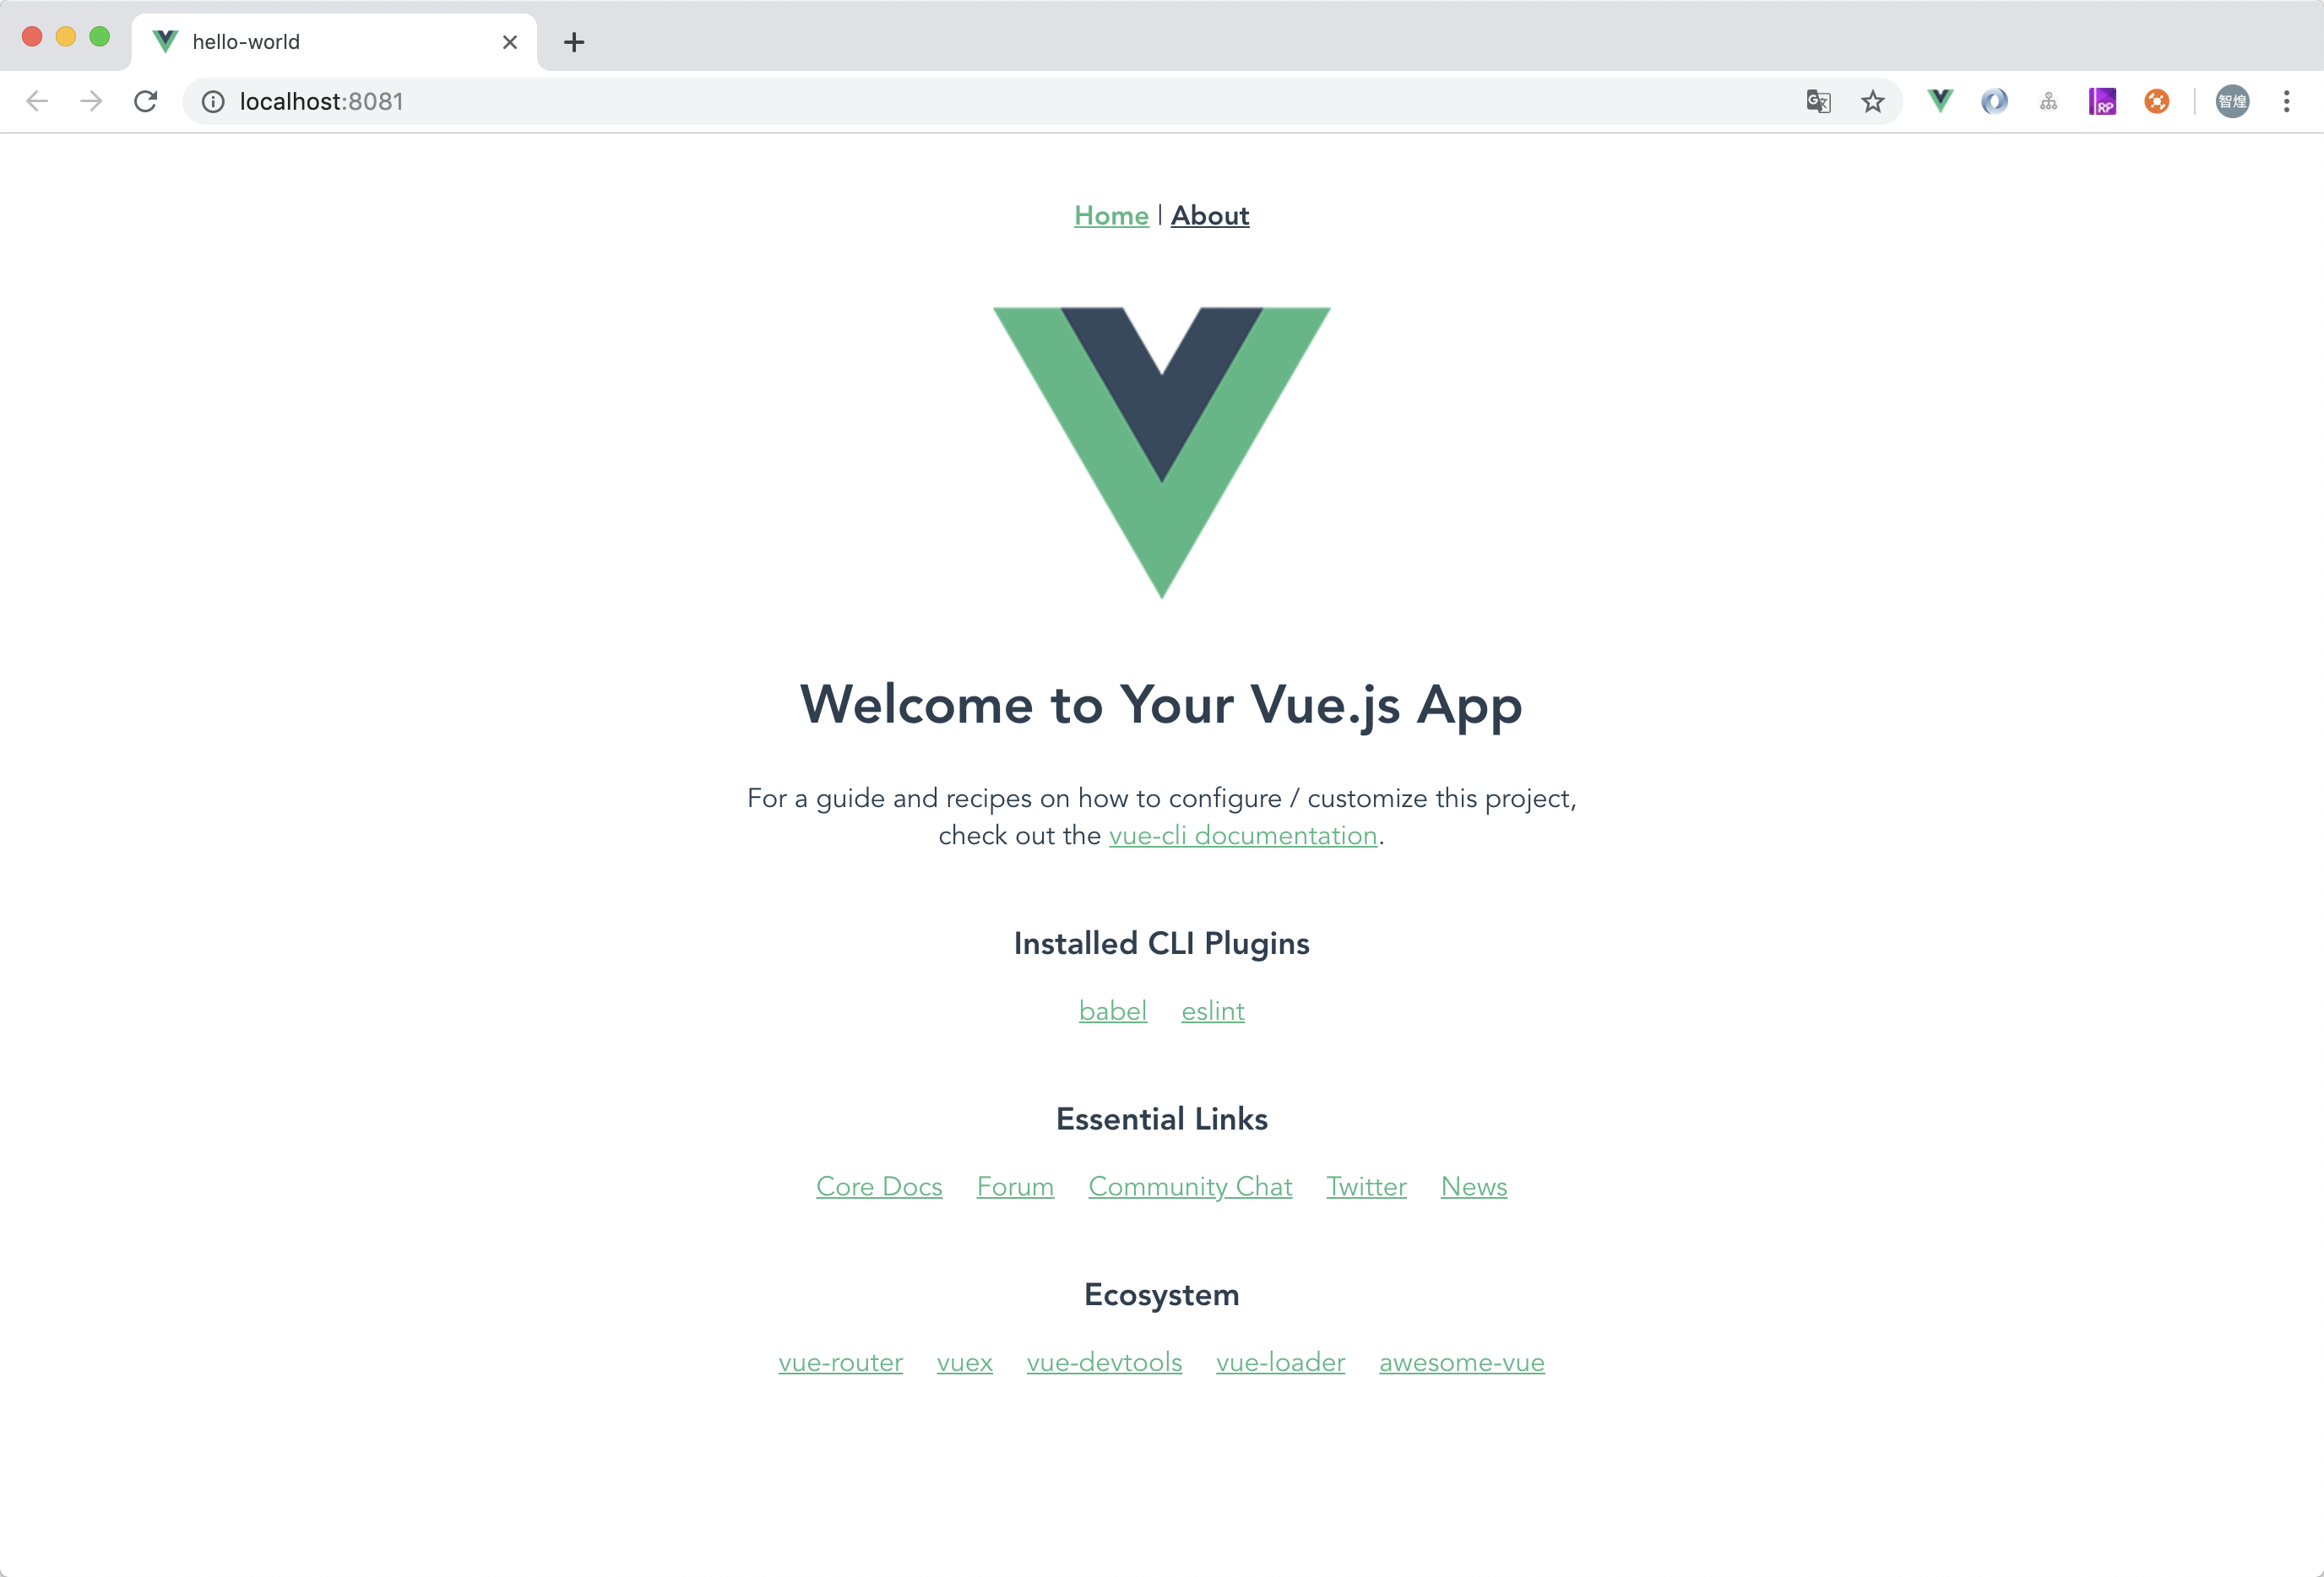 hello-world
localhost:8081
RP
智煌
Home | About
Welcome to Your Vue.js App
For a guide and recipes on how to configure / customize this project,
check out the vue-cli documentation.
Installed CLI Plugins
babel eslint
Essential Links
Core Docs Forum Community Chat Twitter News
Ecosystem
vue-router vuex vue-devtools vue-loader awesome-vue